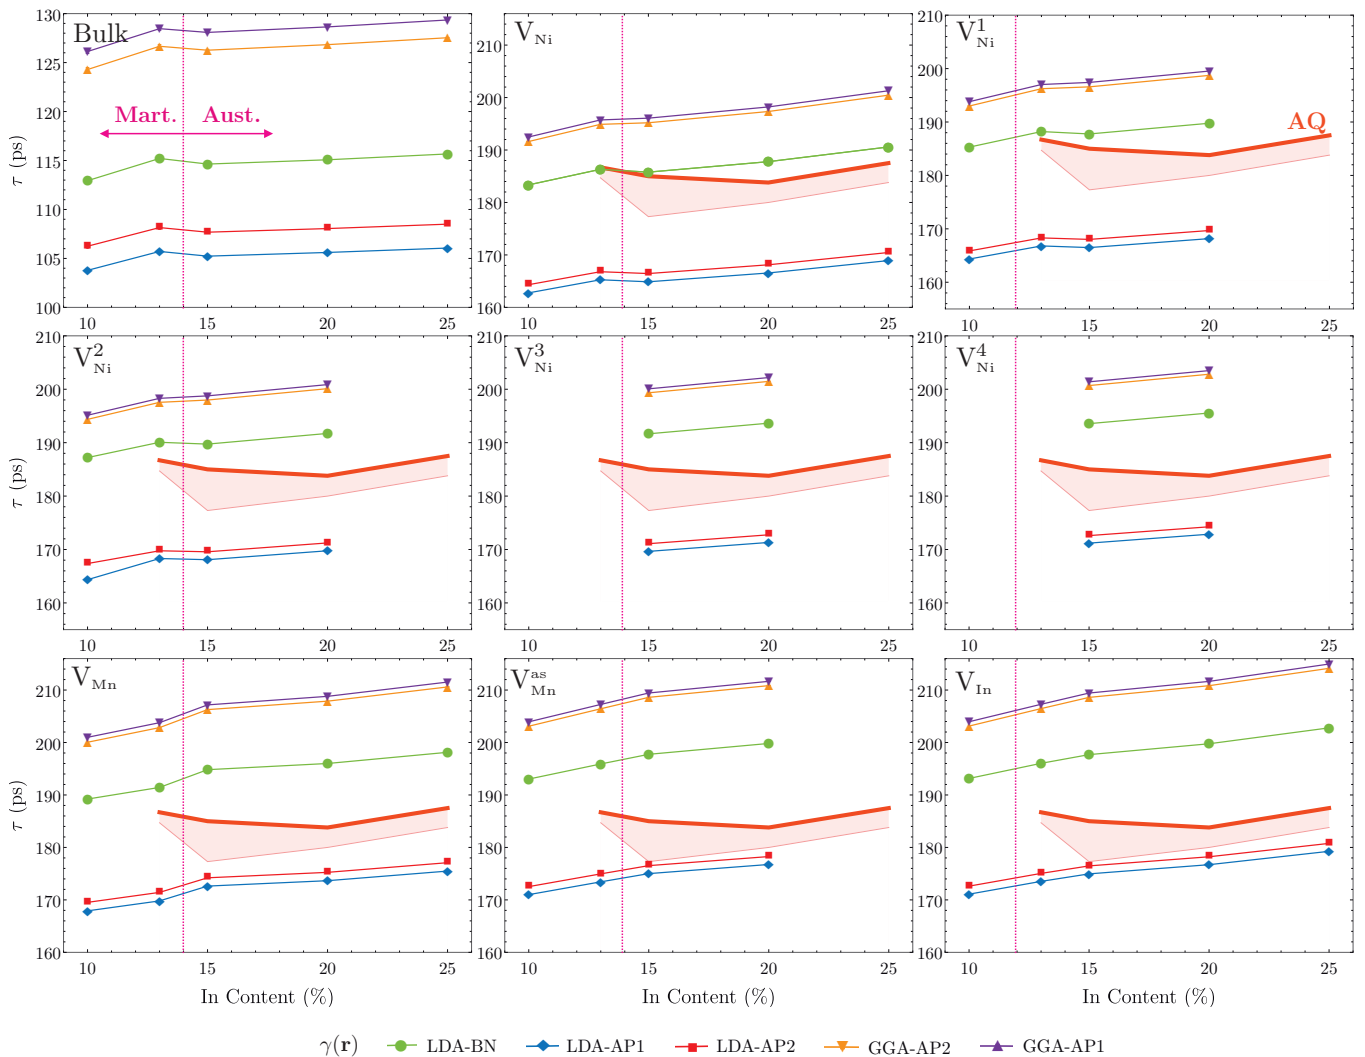 Bulk
Mart. Aust.
τ (ps)
130
125
120
115
110
105
100
10 15 20 25
V_Ni
210
200
190
180
170
160
10 15 20 25
V^1_Ni
AQ
210
200
190
180
170
160
10 15 20 25
V^2_Ni
τ (ps)
210
200
190
180
170
160
10 15 20 25
V^3_Ni
210
200
190
180
170
160
10 15 20 25
V^4_Ni
210
200
190
180
170
160
10 15 20 25
V_Mn
τ (ps)
210
200
190
180
170
160
10 15 20 25
In Content (%)
V^as_Mn
210
200
190
180
170
160
10 15 20 25
In Content (%)
V_In
210
200
190
180
170
160
10 15 20 25
In Content (%)
γ(r) LDA-BN LDA-AP1 LDA-AP2 GGA-AP2 GGA-AP1